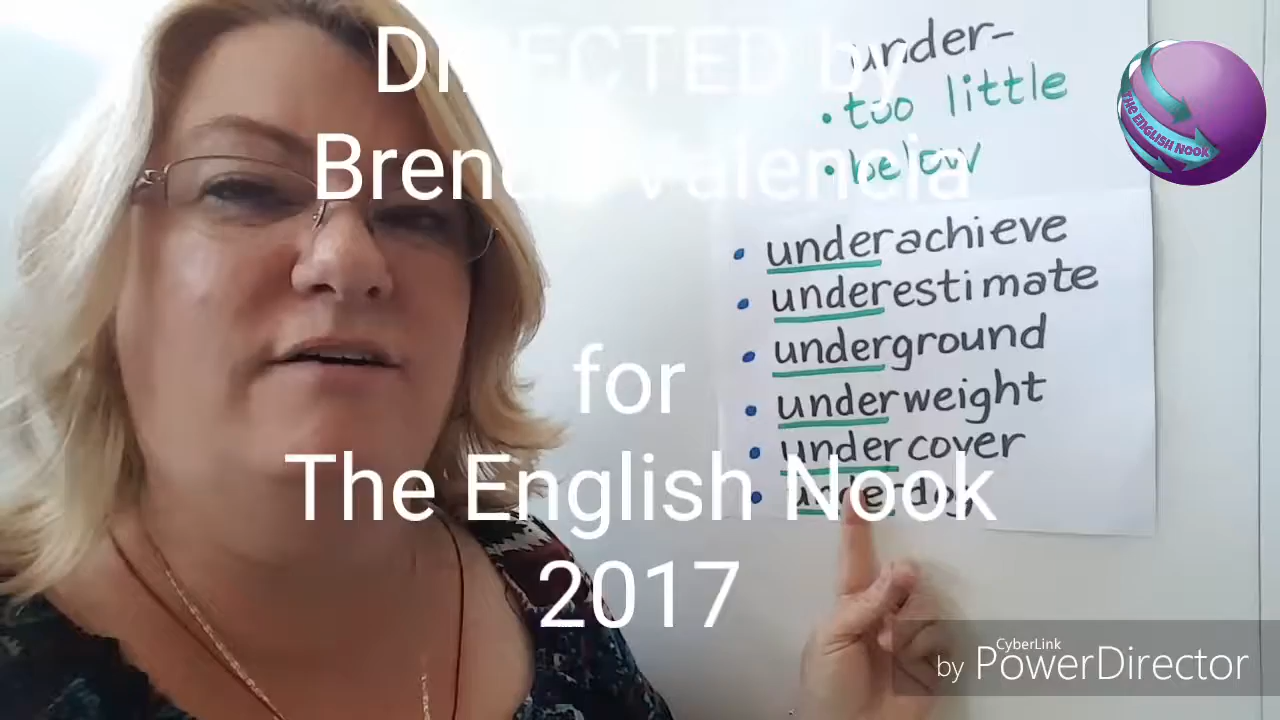 under-
• too little
• below
THE ENGLISH NOOK
• underachieve
• underestimate
• underground
• underweight
• undercover
• underdog
DIRECTED by
Brenda Valencia
for
The English Nook
2017
CyberLink
by PowerDirector